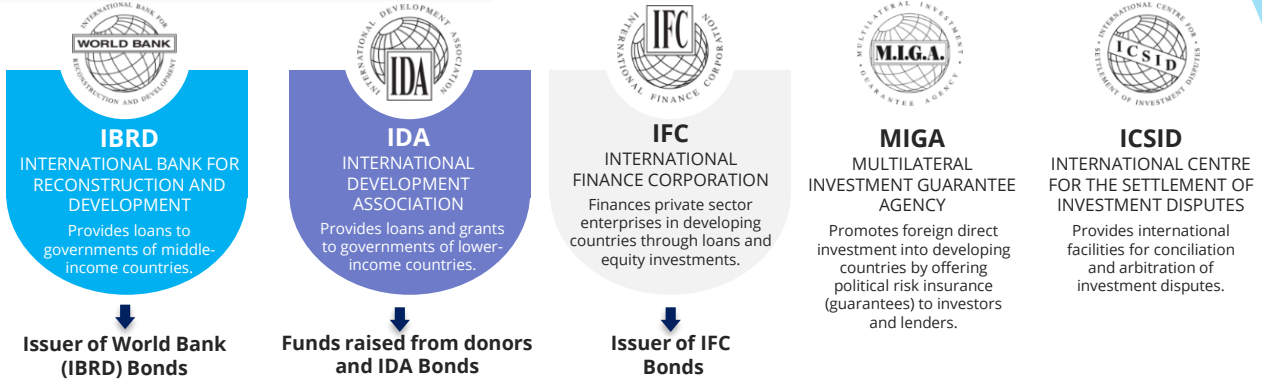 INTERNATIONAL BANK FOR
WORLD BANK
RECONSTRUCTION AND DEVELOPMENT
IBRD
INTERNATIONAL BANK FOR
RECONSTRUCTION AND
DEVELOPMENT
Provides loans to
governments of middle-
income countries.
Issuer of World Bank
(IBRD) Bonds
INTERNATIONAL DEVELOPMENT ASSOCIATION
IDA
IDA
INTERNATIONAL
DEVELOPMENT
ASSOCIATION
Provides loans and grants
to governments of lower-
income countries.
Funds raised from donors
and IDA Bonds
IFC
INTERNATIONAL FINANCE CORPORATION
IFC
INTERNATIONAL
FINANCE CORPORATION
Finances private sector
enterprises in developing
countries through loans and
equity investments.
Issuer of IFC
Bonds
MULTILATERAL INVESTMENT
M.I.G.A.
GUARANTEE AGENCY
MIGA
MULTILATERAL
INVESTMENT GUARANTEE
AGENCY
Promotes foreign direct
investment into developing
countries by offering
political risk insurance
(guarantees) to investors
and lenders.
INTERNATIONAL CENTRE FOR
ICSID
SETTLEMENT OF INVESTMENT DISPUTES
ICSID
INTERNATIONAL CENTRE
FOR THE SETTLEMENT OF
INVESTMENT DISPUTES
Provides international
facilities for conciliation
and arbitration of
investment disputes.